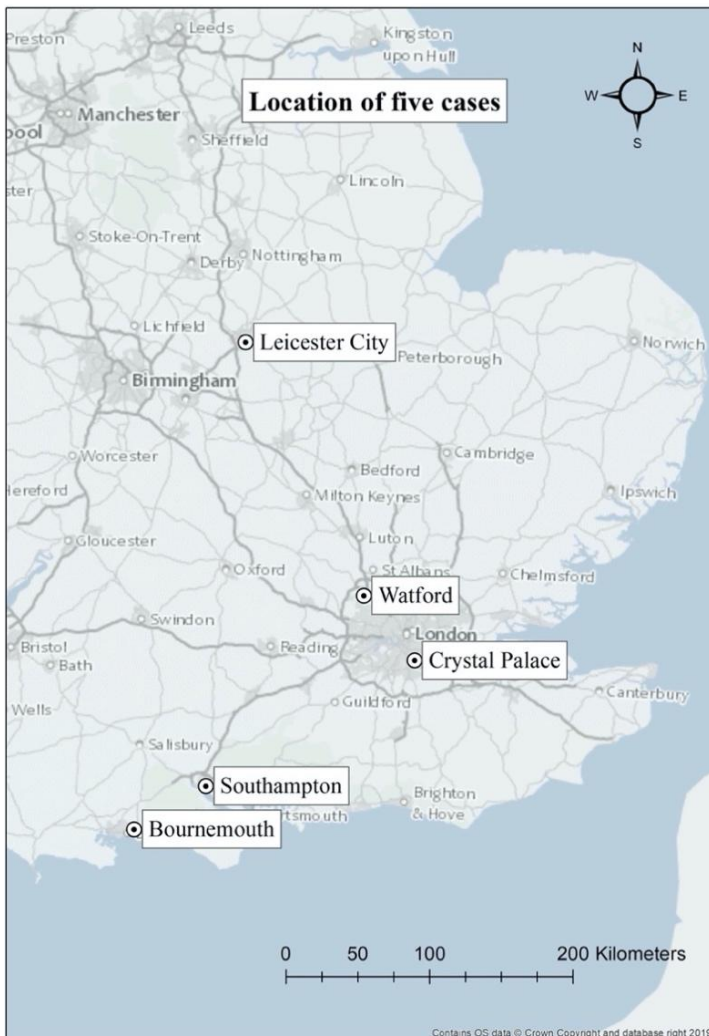 Preston
Leeds
Kingston
upon Hull
Location of five cases
N
W
E
S
Manchester
pool
Sheffield
ster
Lincoln
Stoke-On-Trent
Nottingham
Derby
Lichfield
Leicester City
Peterborough
Norwich
Birmingham
Worcester
Cambridge
Bedford
Hereford
Milton Keynes
Ipswich
Gloucester
Luton
Oxford
St Albans
Chelmsford
Watford
Swindon
London
Bristol
Reading
Crystal Palace
Bath
Canterbury
Wells
Guildford
Salisbury
Southampton
Brighton
& Hove
rtsmouth
Bournemouth
0 50 100 200 Kilometers
Contains OS data © Crown Copyright and database right 2019